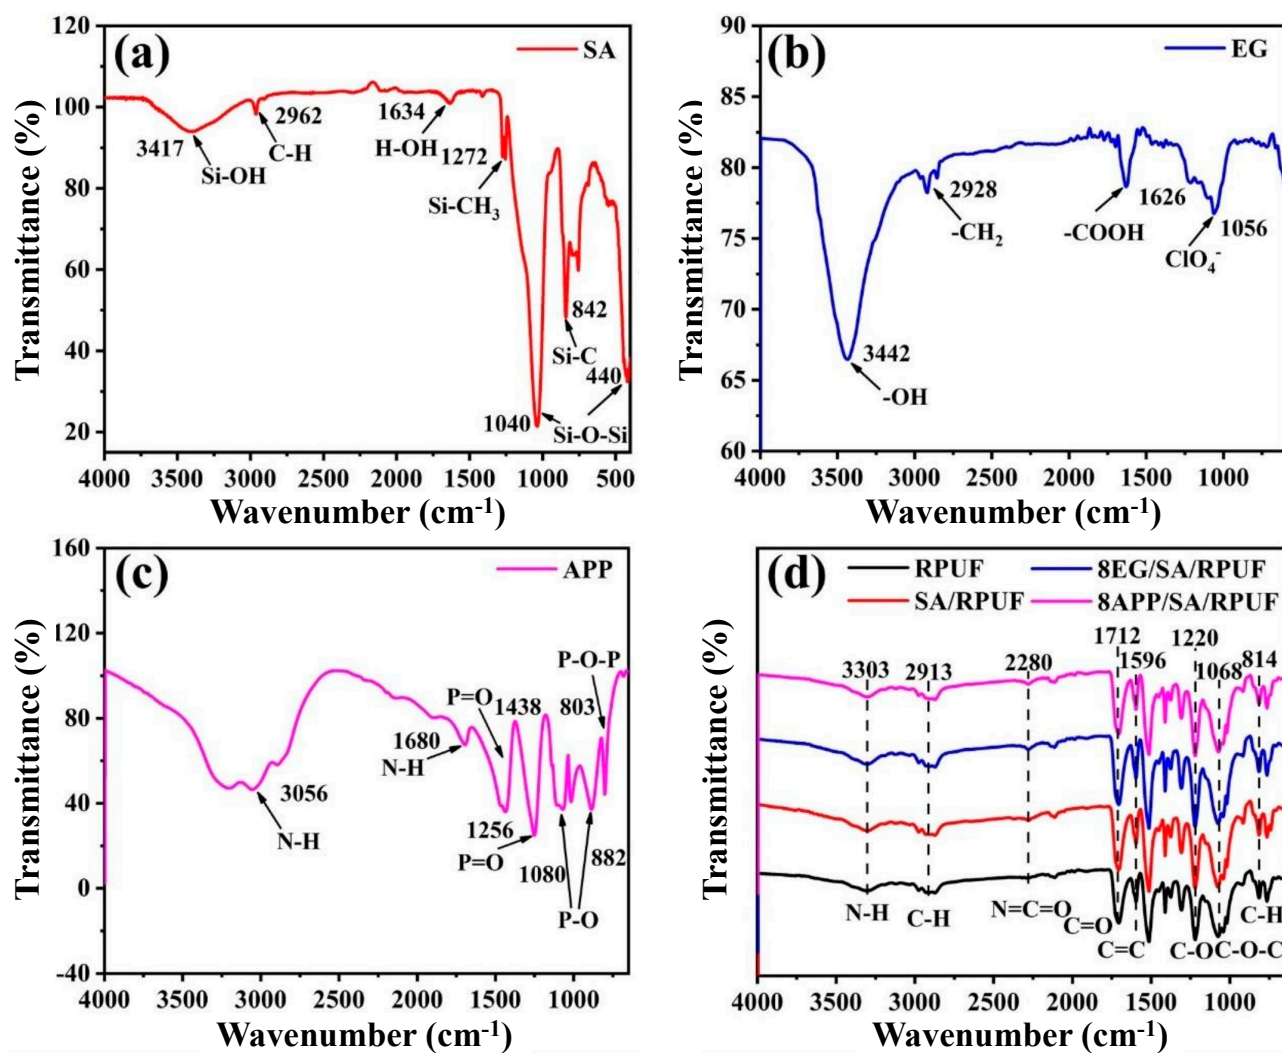 (a)
SA
120
100
80
60
40
20
Transmittance (%)
3417
Si-OH
2962
C-H
1634
H-OH
1272
Si-CH₃
842
Si-C
440
1040
Si-O-Si
4000 3500 3000 2500 2000 1500 1000 500
Wavenumber (cm⁻¹)
(b)
EG
90
85
80
75
70
65
60
Transmittance (%)
3442
-OH
2928
-CH₂
-COOH
1626
1056
ClO₄⁻
4000 3500 3000 2500 2000 1500 1000
Wavenumber (cm⁻¹)
(c)
APP
160
120
80
40
0
-40
Transmittance (%)
3056
N-H
1680
N-H
P=O
1438
P-O-P
803
1256
P=O
1080
882
P-O
4000 3500 3000 2500 2000 1500 1000
Wavenumber (cm⁻¹)
(d)
RPUF
8EG/SA/RPUF
SA/RPUF
8APP/SA/RPUF
Transmittance (%)
3303
2913
2280
1712
1596
1220
1068
814
N-H
C-H
N=C=O
C=O
C=C
C-O
C-O-C
C-H
4000 3500 3000 2500 2000 1500 1000
Wavenumber (cm⁻¹)